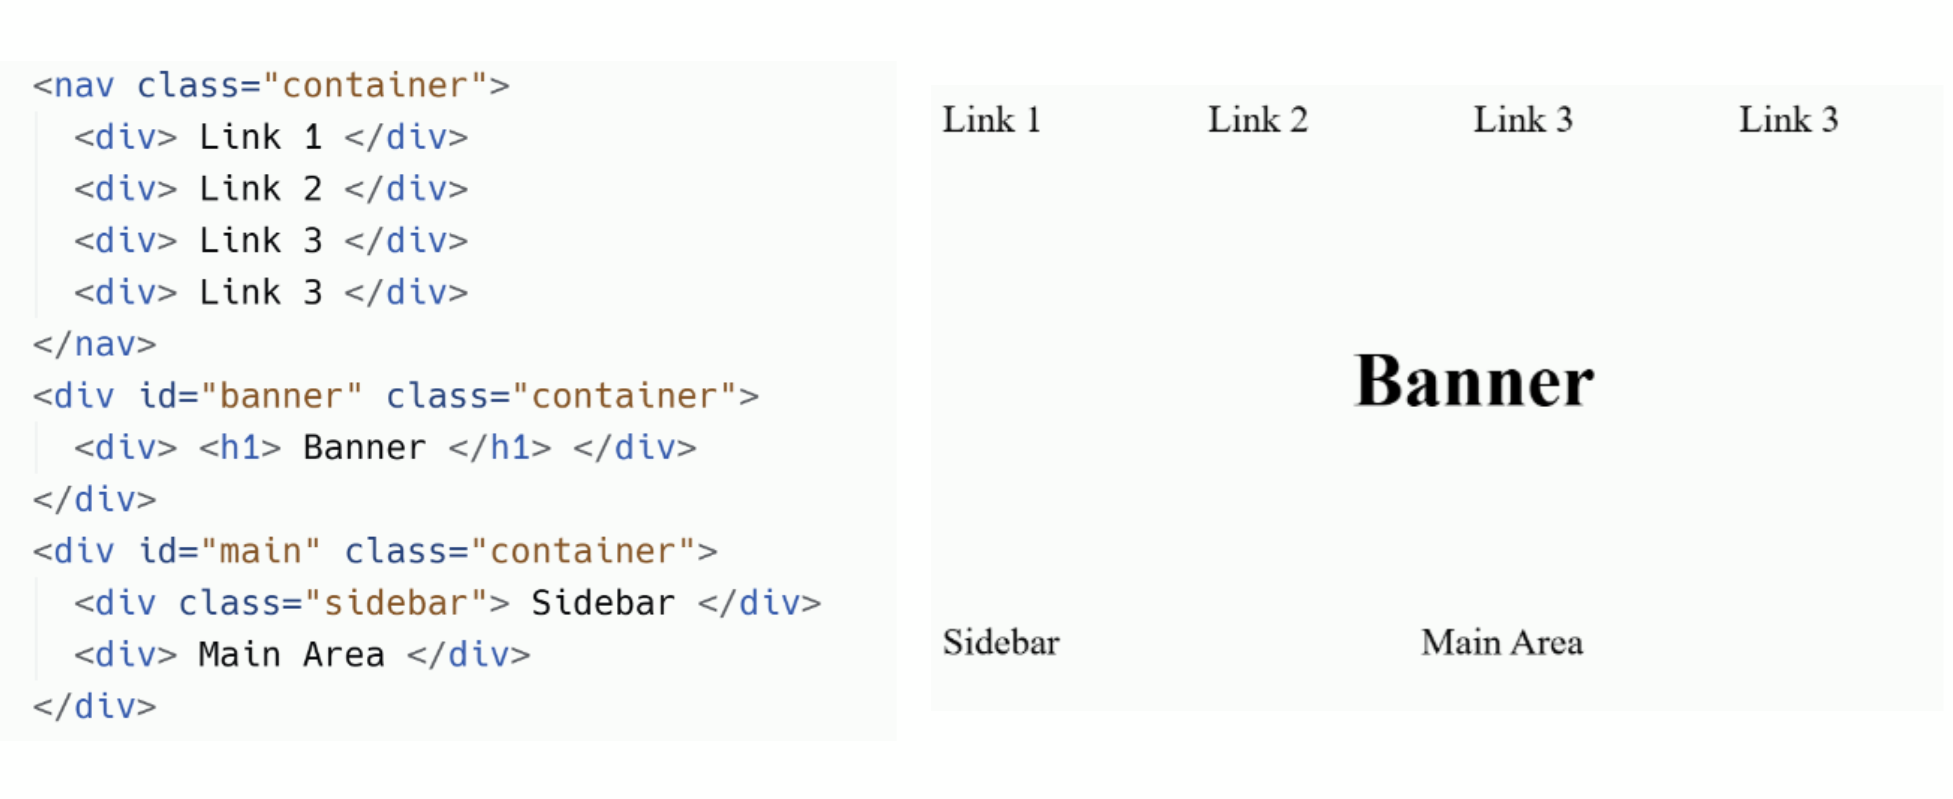 <nav class="container">
<div> Link 1 </div>
<div> Link 2 </div>
<div> Link 3 </div>
<div> Link 3 </div>
</nav>
<div id="banner" class="container">
<div> <h1> Banner </h1> </div>
</div>
<div id="main" class="container">
<div class="sidebar"> Sidebar </div>
<div> Main Area </div>
</div>
Link 1 Link 2 Link 3 Link 3
Banner
Sidebar Main Area